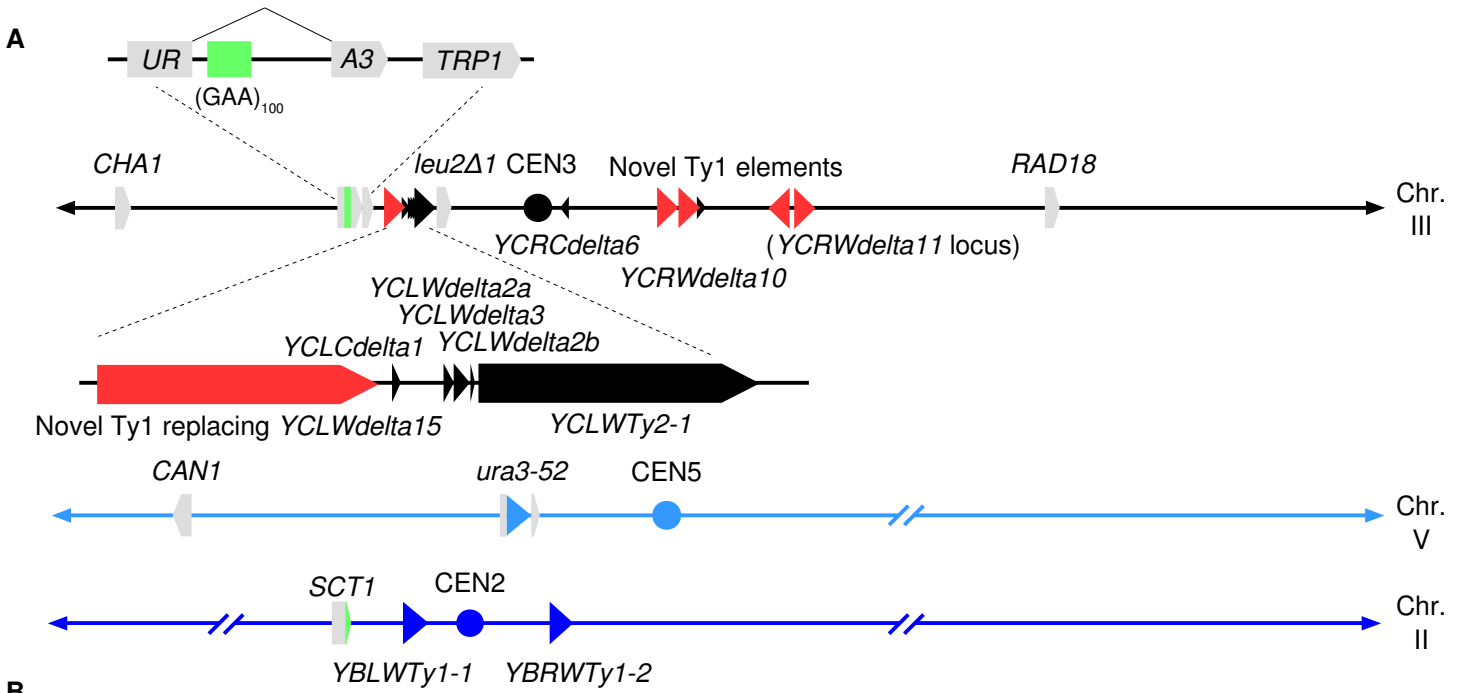 A
UR A3 TRP1
(GAA)100
CHA1 leu2Δ1 CEN3 Novel Ty1 elements RAD18
Chr.
III
YCRCdelta6 (YCRWdelta11 locus)
YCRWdelta10
YCLWdelta2a
YCLWdelta3
YCLCdelta1 YCLWdelta2b
Novel Ty1 replacing YCLWdelta15 YCLWTy2-1
CAN1 ura3-52 CEN5
Chr.
V
SCT1 CEN2
Chr.
II
YBLWTy1-1 YBRWTy1-2
B